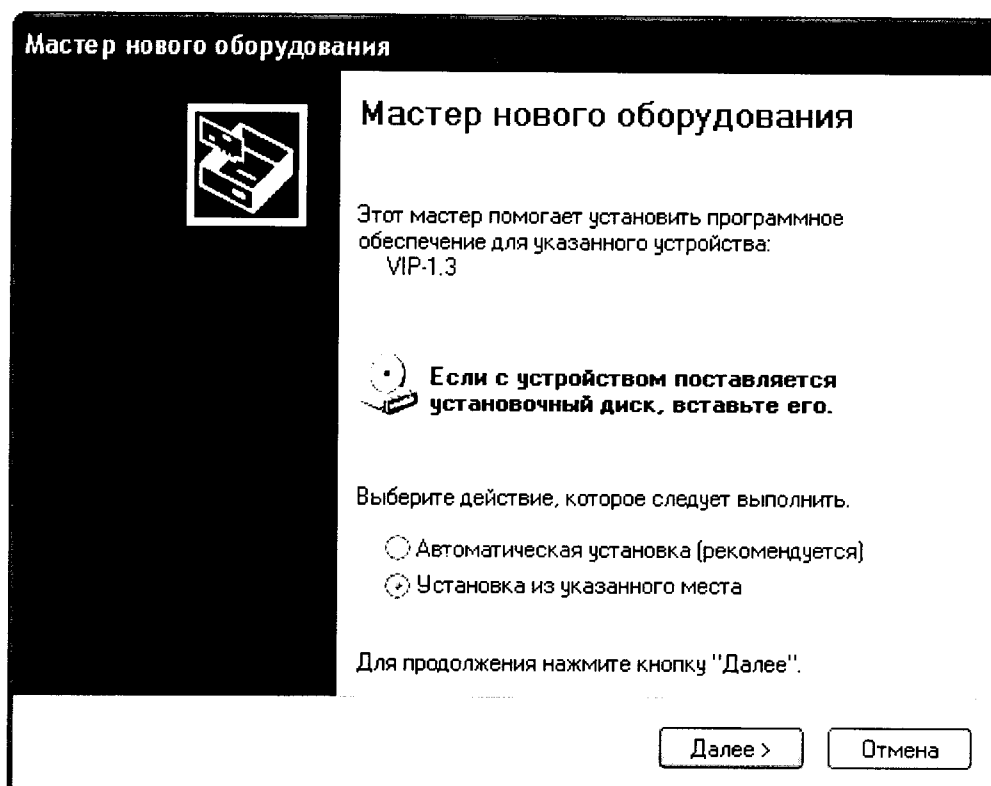 Мастер нового оборудования
Мастер нового оборудования
Этот мастер помогает установить программное
обеспечение для указанного устройства:
VIP-1.3
Если с устройством поставляется
установочный диск, вставьте его.
Выберите действие, которое следует выполнить.
Автоматическая установка (рекомендуется)
Установка из указанного места
Для продолжения нажмите кнопку "Далее".
Далее > Отмена